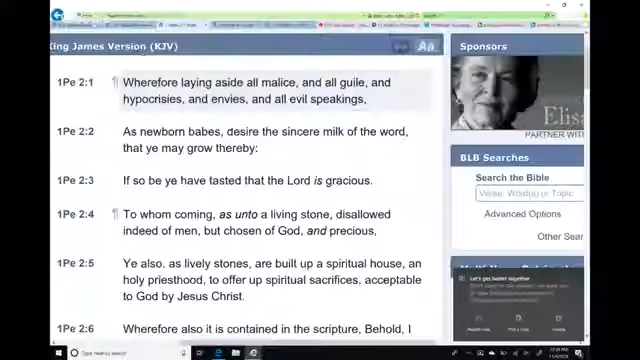 King James Version (KJV)
Aa
Sponsors
1Pe 2:1 ¶ Wherefore laying aside all malice, and all guile, and
hypocrisies, and envies, and all evil speakings,
Elisa
PARTNER WIT
1Pe 2:2 As newborn babes, desire the sincere milk of the word,
that ye may grow thereby:
BLB Searches
Search the Bible
1Pe 2:3 If so be ye have tasted that the Lord is gracious.
Verse, Word(s) or Topic
1Pe 2:4 ¶ To whom coming, as unto a living stone, disallowed
indeed of men, but chosen of God, and precious,
Advanced Options
Other Sear
1Pe 2:5 Ye also, as lively stones, are built up a spiritual house, an
holy priesthood, to offer up spiritual sacrifices, acceptable
to God by Jesus Christ.
Let's get better together
1Pe 2:6 Wherefore also it is contained in the scripture, Behold, I
Type here to search